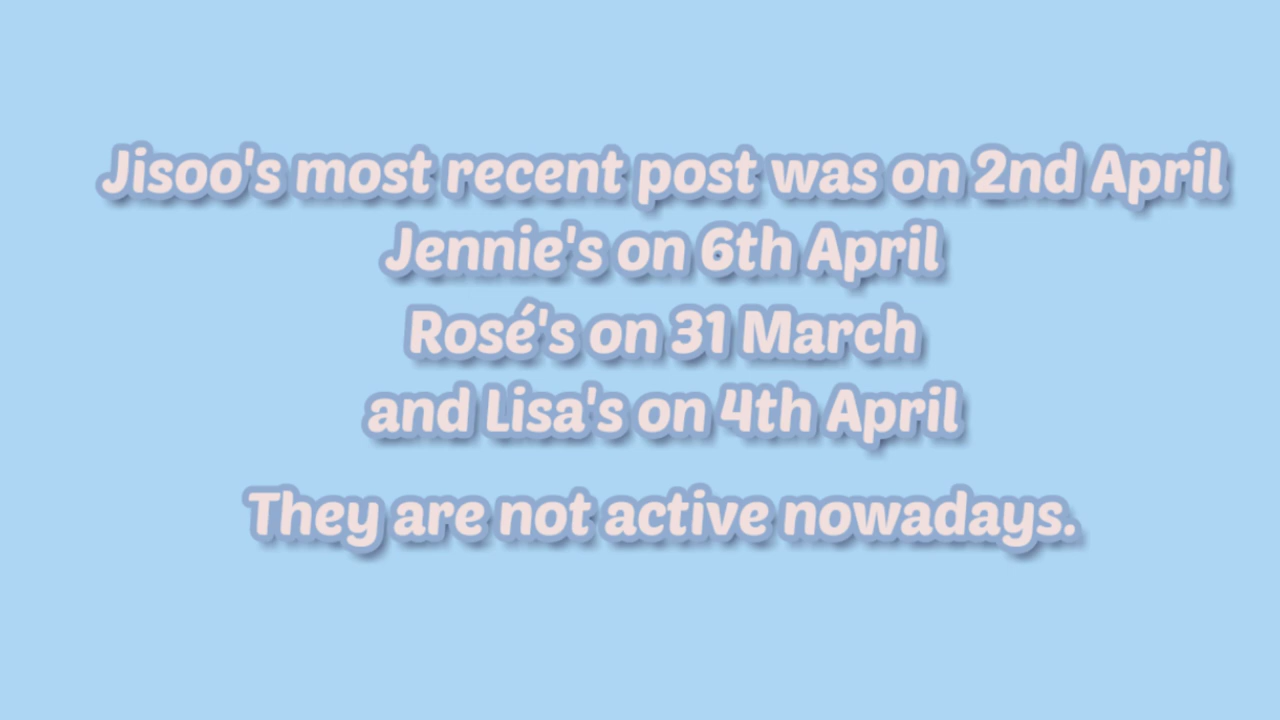 Jisoo's most recent post was on 2nd April
Jennie's on 6th April
Rosé's on 31 March
and Lisa's on 4th April
They are not active nowadays.